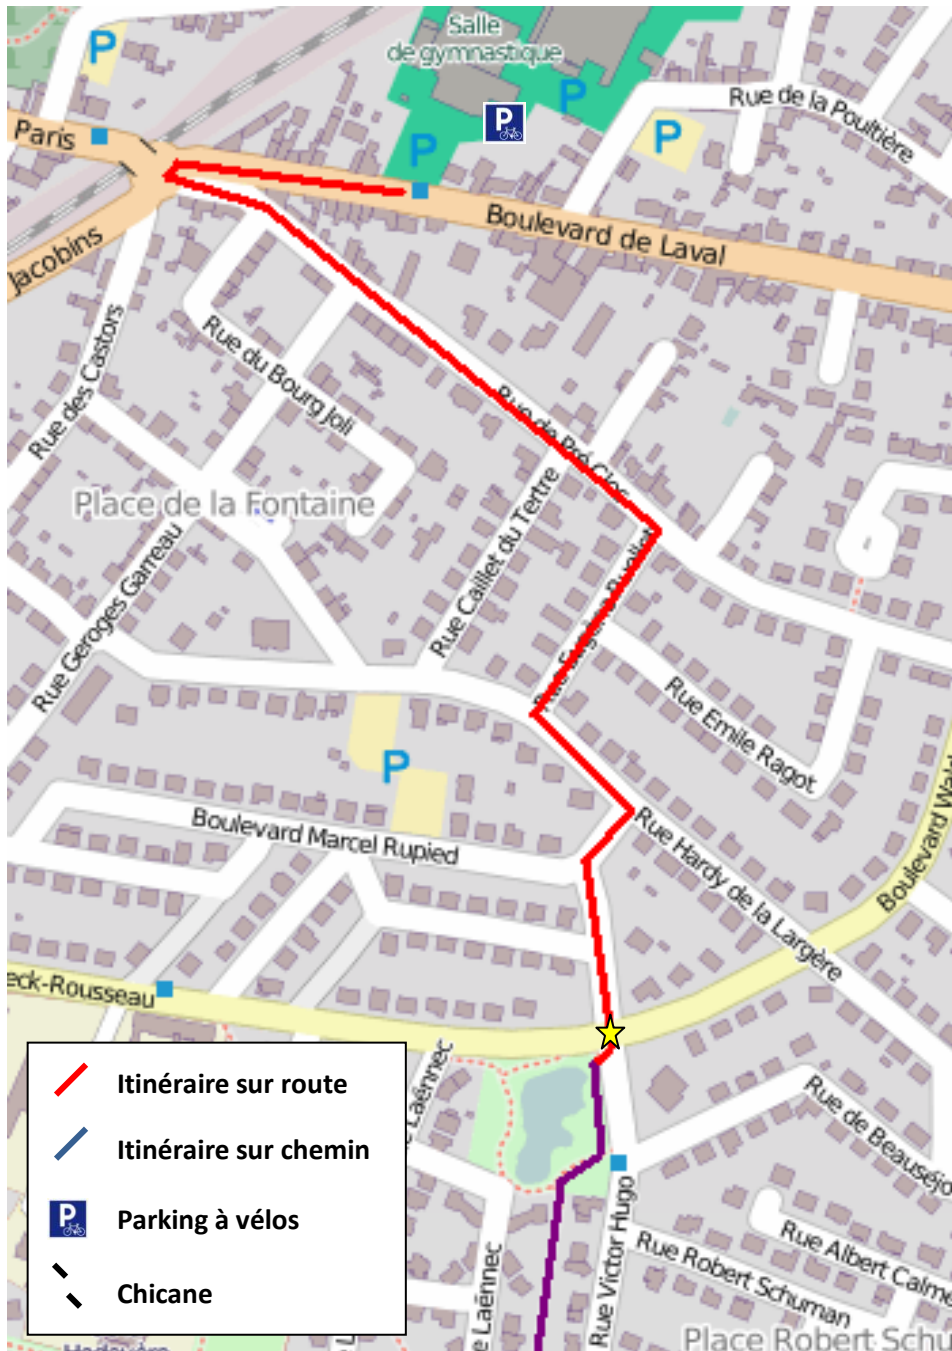 Salle
de gymnastique
P
P
P
P
P
Paris
Rue de la Poultière
Boulevard de Laval
Jacobins
Rue des Castors
Rue du Bourg Joli
Rue de Pré Clos
Place de la Fontaine
Rue Caillet du Tertre
Rue Geroges Garreau
Rue Emile Ragot
P
Boulevard Marcel Rupied
Rue Hardy de la Largère
Boulevard Wald
eck-Rousseau
Laënnec
Itinéraire sur route
Itinéraire sur chemin
P
Parking à vélos
Chicane
Rue de Beauséjo
Rue Victor Hugo
Rue Albert Calme
Rue Robert Schuman
Laënnec
Place Robert Schu